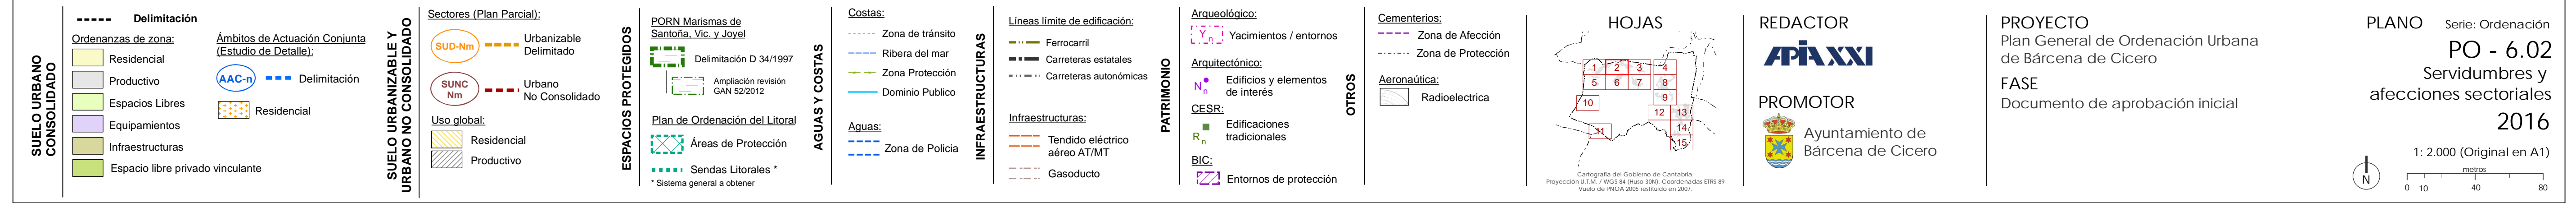 SUELO URBANO
CONSOLIDADO
Delimitación
Ordenanzas de zona:
Residencial
Productivo
Espacios Libres
Equipamientos
Infraestructuras
Espacio libre privado vinculante
Ámbitos de Actuación Conjunta
(Estudio de Detalle):
AAC-n
Delimitación
Residencial
SUELO URBANIZABLE Y
URBANO NO CONSOLIDADO
Sectores (Plan Parcial):
SUD-Nm
Urbanizable
Delimitado
SUNC
Nm
Urbano
No Consolidado
Uso global:
Residencial
Productivo
ESPACIOS PROTEGIDOS
PORN Marismas de
Santoña, Vic. y Joyel
Delimitación D 34/1997
Ampliación revisión
GAN 52/2012
Plan de Ordenación del Litoral
Áreas de Protección
Sendas Litorales *
* Sistema general a obtener
AGUAS Y COSTAS
Costas:
Zona de tránsito
Ribera del mar
Zona Protección
Dominio Publico
Aguas:
Zona de Policia
INFRAESTRUCTURAS
Líneas límite de edificación:
Ferrocarril
Carreteras estatales
Carreteras autonómicas
Infraestructuras:
Tendido eléctrico
aéreo AT/MT
Gasoducto
PATRIMONIO
Arqueológico:
Yn
Yacimientos / entornos
Arquitectónico:
Nn
Edificios y elementos
de interés
CESR:
Rn
Edificaciones
tradicionales
BIC:
Entornos de protección
OTROS
Cementerios:
Zona de Afección
Zona de Protección
Aeronaútica:
Radioelectrica
HOJAS
1 2 3 4
5 6 7 8
9
10
12 13
11 14
15
Cartografía del Gobierno de Cantabria.
Proyección U.T.M. / WGS 84 (Huso 30N). Coordenadas ETRS 89
Vuelo de PNOA 2005 restituido en 2007.
REDACTOR
APIA XXI
PROMOTOR
Ayuntamiento de
Bárcena de Cicero
PROYECTO
Plan General de Ordenación Urbana
de Bárcena de Cicero
FASE
Documento de aprobación inicial
PLANO Serie: Ordenación
PO - 6.02
Servidumbres y
afecciones sectoriales
2016
1: 2.000 (Original en A1)
N
metros
0 10 40 80